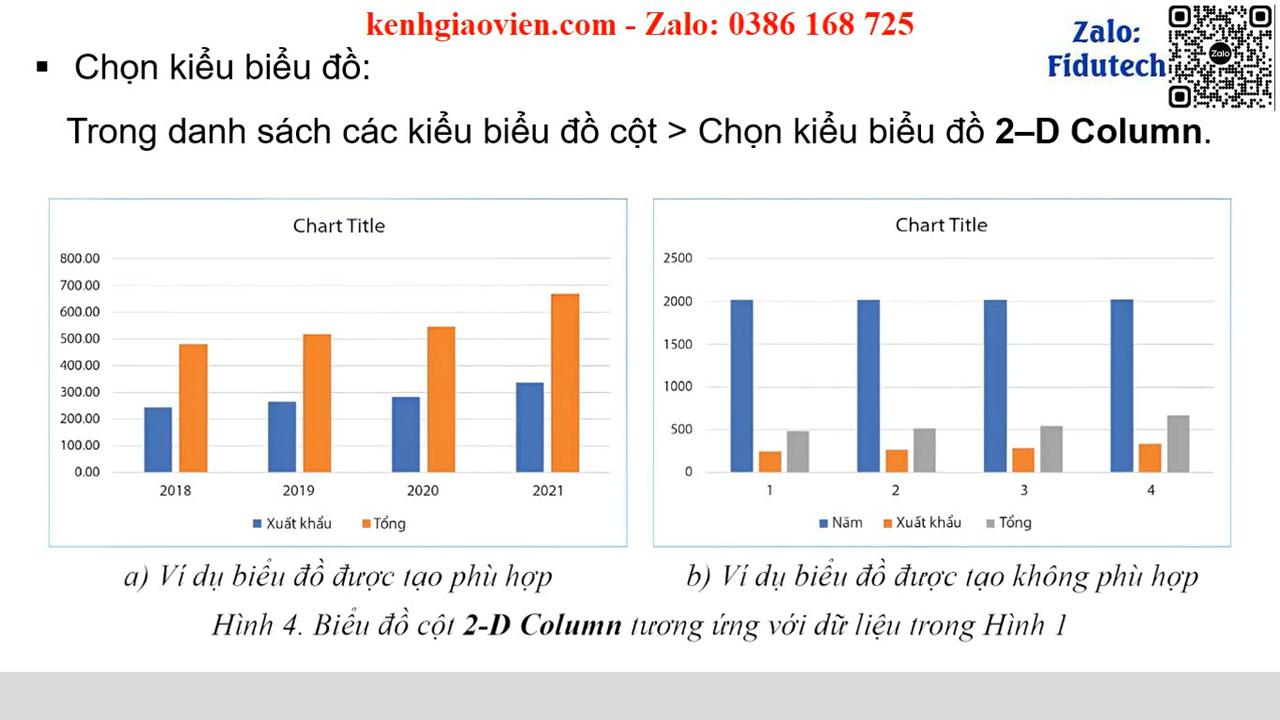 kenhgiaovien.com - Zalo: 0386 168 725
Zalo:
Fidutech
Zalo
▪ Chọn kiểu biểu đồ:
Trong danh sách các kiểu biểu đồ cột > Chọn kiểu biểu đồ 2–D Column.
Chart Title
800.00
700.00
600.00
500.00
400.00
300.00
200.00
100.00
0.00
2018 2019 2020 2021
Xuất khẩu Tổng
a) Ví dụ biểu đồ được tạo phù hợp
Chart Title
2500
2000
1500
1000
500
0
1 2 3 4
Năm Xuất khẩu Tổng
b) Ví dụ biểu đồ được tạo không phù hợp
Hình 4. Biểu đồ cột 2-D Column tương ứng với dữ liệu trong Hình 1